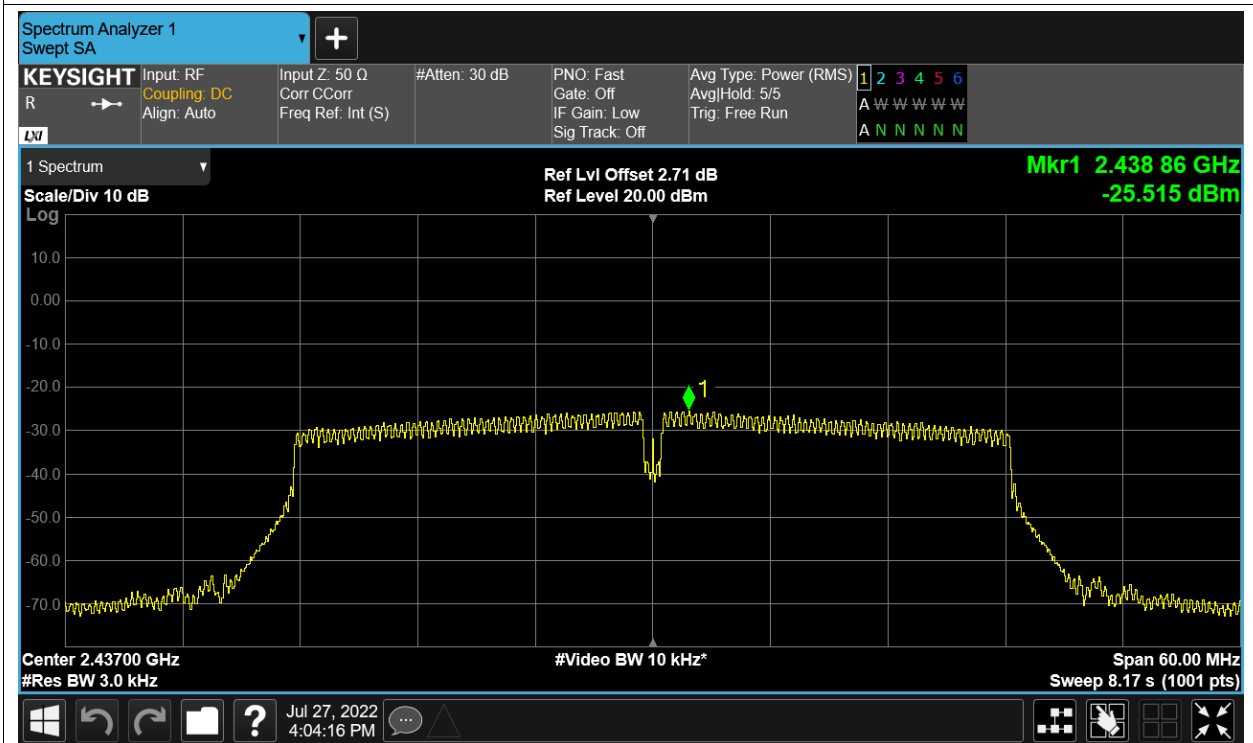 Spectrum Analyzer 1
Swept SA
+
KEYSIGHT
R
LXI
Input: RF
Coupling: DC
Align: Auto
Input Z: 50 Ω
Corr CCorr
Freq Ref: Int (S)
#Atten: 30 dB
PNO: Fast
Gate: Off
IF Gain: Low
Sig Track: Off
Avg Type: Power (RMS)
Avg|Hold: 5/5
Trig: Free Run
1 2 3 4 5 6
A W W W W W
A N N N N N
1 Spectrum
Scale/Div 10 dB
Log
Ref Lvl Offset 2.71 dB
Ref Level 20.00 dBm
Mkr1 2.438 86 GHz
-25.515 dBm
10.0
0.00
-10.0
-20.0
-30.0
-40.0
-50.0
-60.0
-70.0
1
Center 2.43700 GHz
#Res BW 3.0 kHz
#Video BW 10 kHz*
Span 60.00 MHz
Sweep 8.17 s (1001 pts)
?
Jul 27, 2022
4:04:16 PM